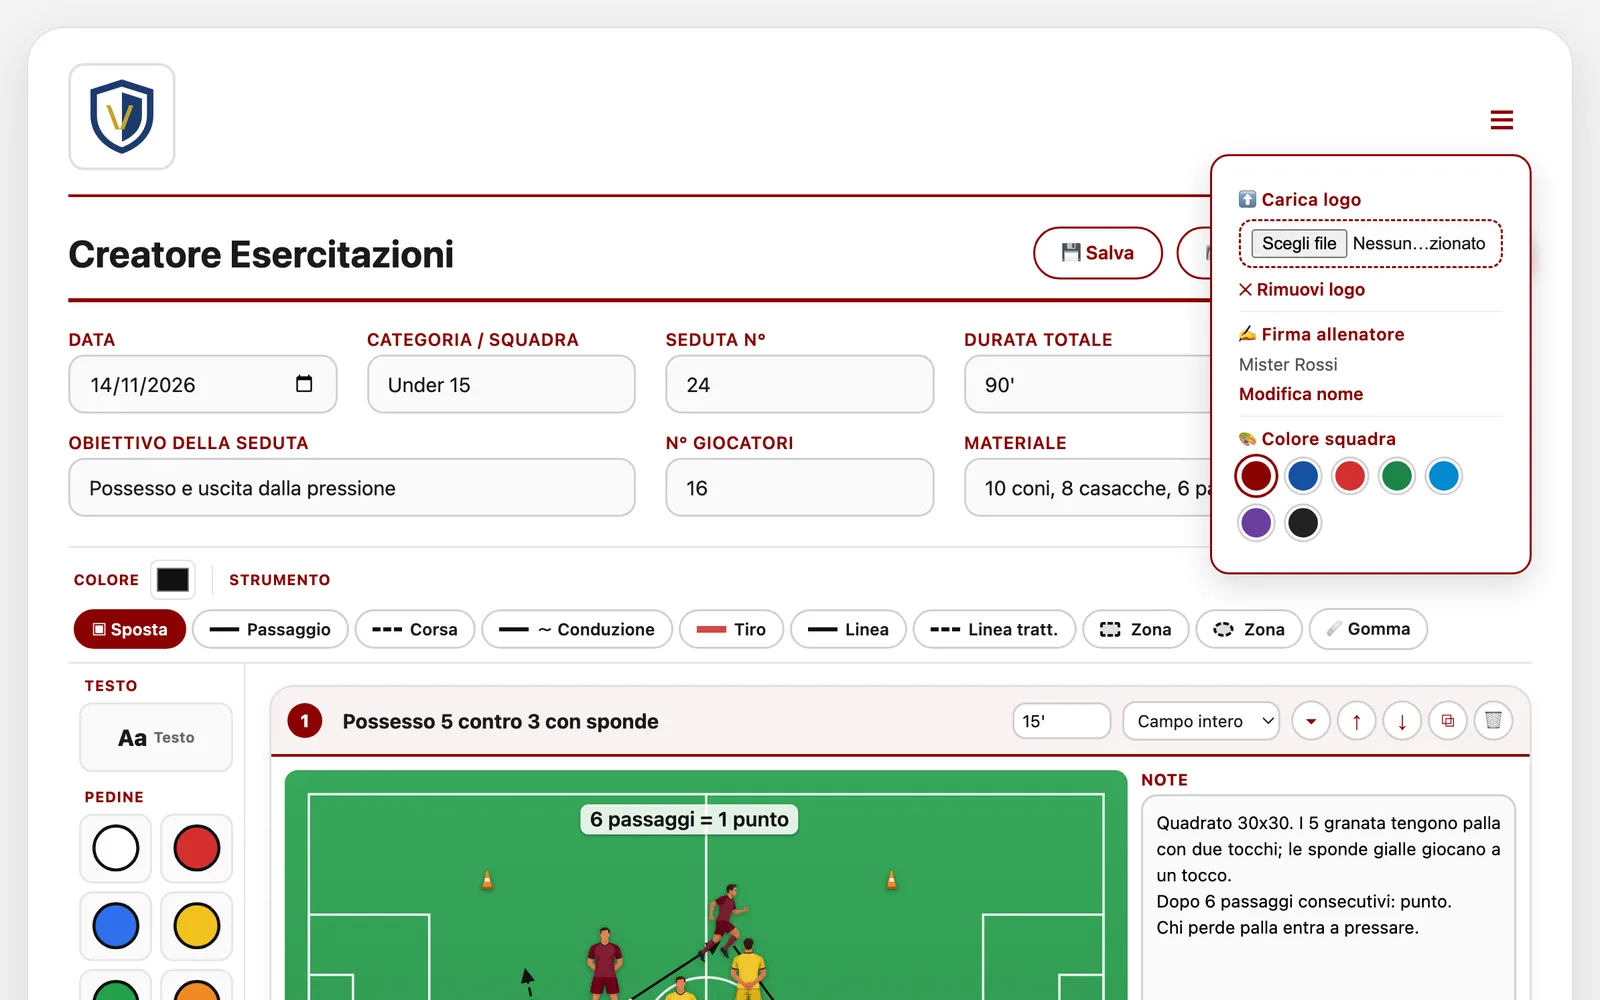 V
Carica logo
Scegli file Nessun...zionato
Rimuovi logo
Firma allenatore
Mister Rossi
Modifica nome
Colore squadra
Creatore Esercitazioni
Salva
DATA
CATEGORIA / SQUADRA
SEDUTA Nº
DURATA TOTALE
14/11/2026
Under 15
24
90'
OBIETTIVO DELLA SEDUTA
Nº GIOCATORI
MATERIALE
Possesso e uscita dalla pressione
16
10 coni, 8 casacche, 6
COLORE
STRUMENTO
Sposta
Passaggio
Corsa
~ Conduzione
Tiro
Linea
Linea tratt.
Zona
Zona
Gomma
TESTO
Aa Testo
PEDINE
1 Possesso 5 contro 3 con sponde
15'
Campo intero
6 passaggi = 1 punto
NOTE
Quadrato 30x30. I 5 granata tengono palla
con due tocchi; le sponde gialle giocano a
un tocco.
Dopo 6 passaggi consecutivi: punto.
Chi perde palla entra a pressare.